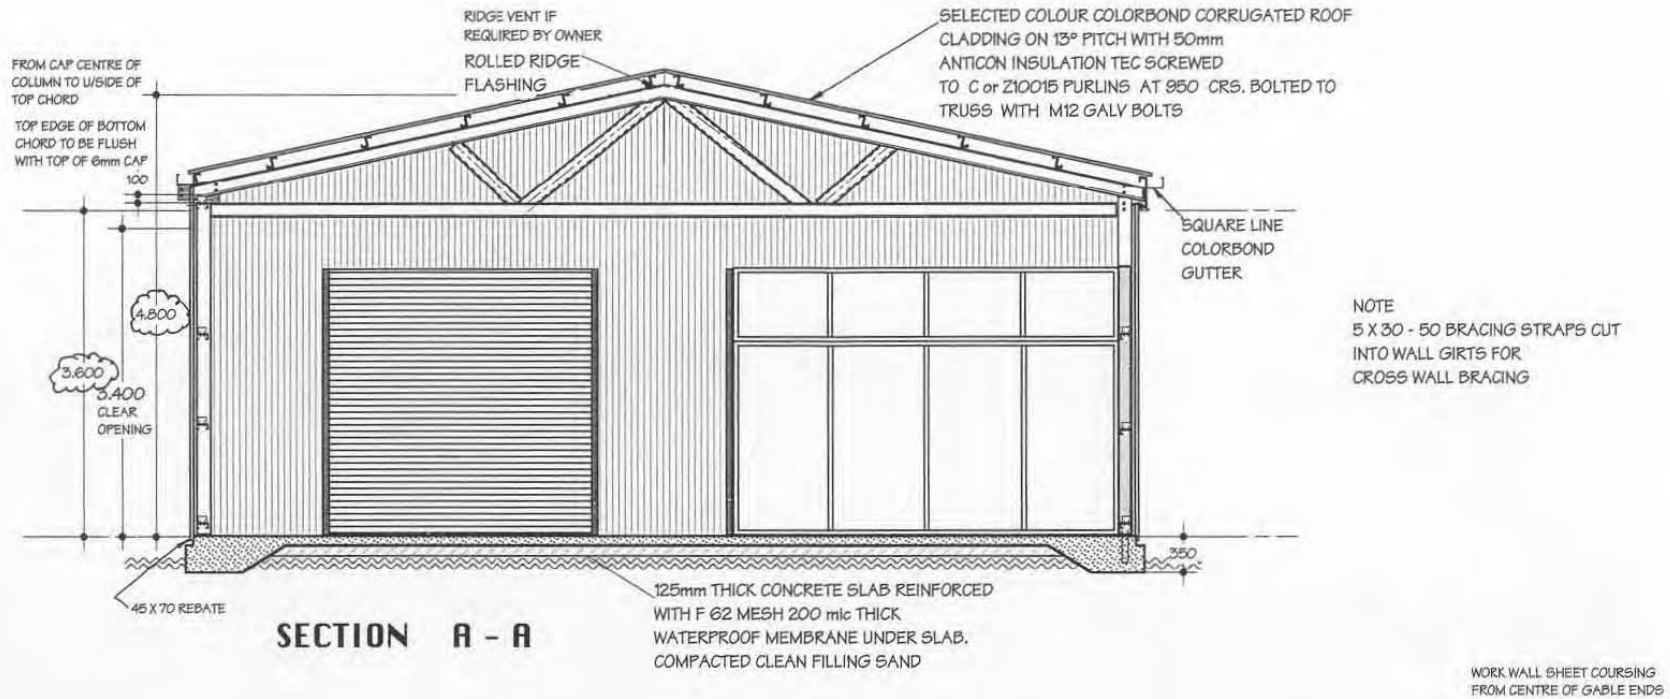 RIDGE VENT IF
REQUIRED BY OWNER
ROLLED RIDGE
FLASHING
SELECTED COLOUR COLORBOND CORRUGATED ROOF
CLADDING ON 13º PITCH WITH 50mm
ANTICON INSULATION TEC SCREWED
TO C or Z10015 PURLINS AT 950 CRS. BOLTED TO
TRUSS WITH M12 GALV BOLTS
FROM CAP CENTRE OF
COLUMN TO U/SIDE OF
TOP CHORD
TOP EDGE OF BOTTOM
CHORD TO BE FLUSH
WITH TOP OF 6mm CAP
100
SQUARE LINE
COLORBOND
GUTTER
4.800
3.600
3.400
CLEAR
OPENING
NOTE
5 X 30 - 50 BRACING STRAPS CUT
INTO WALL GIRTS FOR
CROSS WALL BRACING
350
45 X 70 REBATE
125mm THICK CONCRETE SLAB REINFORCED
WITH F 62 MESH 200 mic THICK
WATERPROOF MEMBRANE UNDER SLAB.
COMPACTED CLEAN FILLING SAND
SECTION A - A
WORK WALL SHEET COURSING
FROM CENTRE OF GABLE ENDS